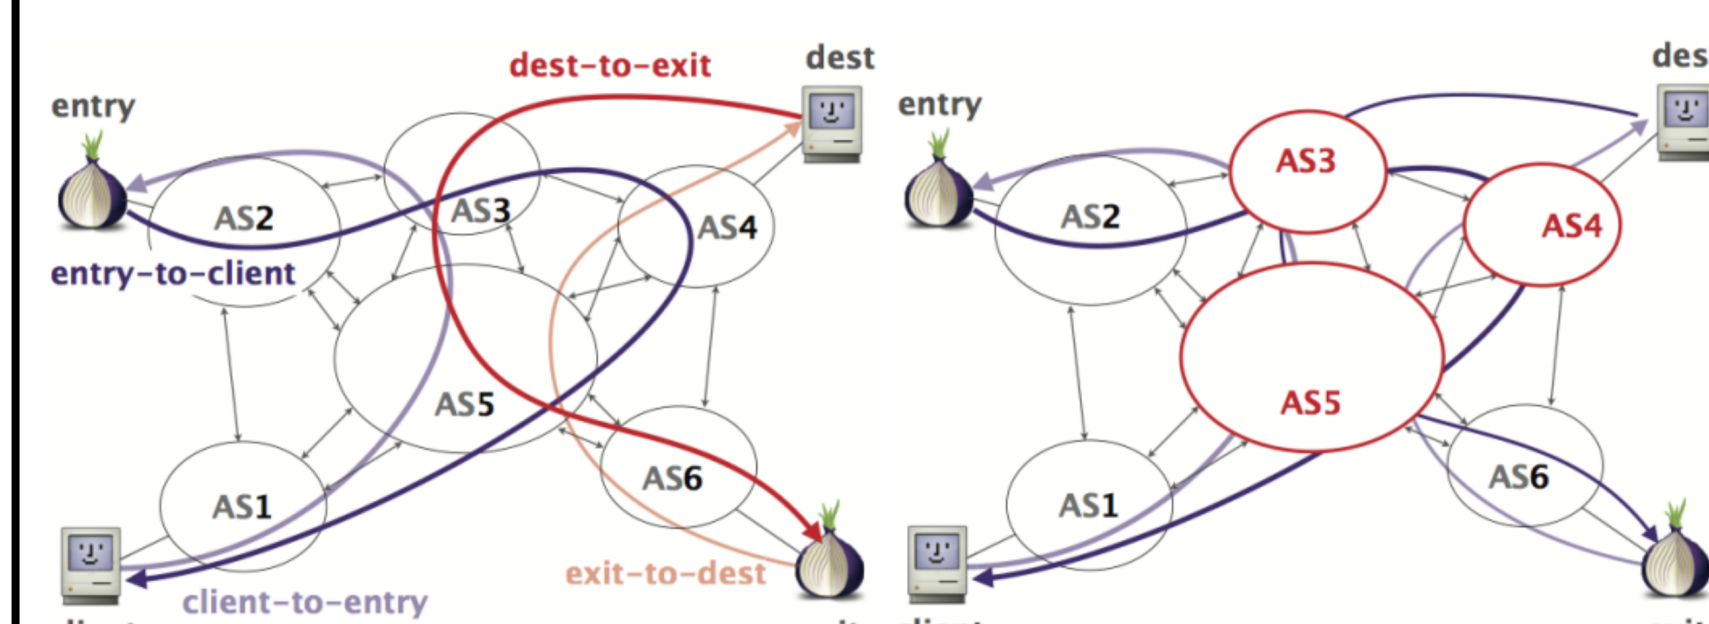 dest-to-exit
dest
entry
AS3
AS2
AS4
entry-to-client
AS5
AS6
AS1
exit-to-dest
client-to-entry
des
entry
AS3
AS2
AS4
AS5
AS6
AS1